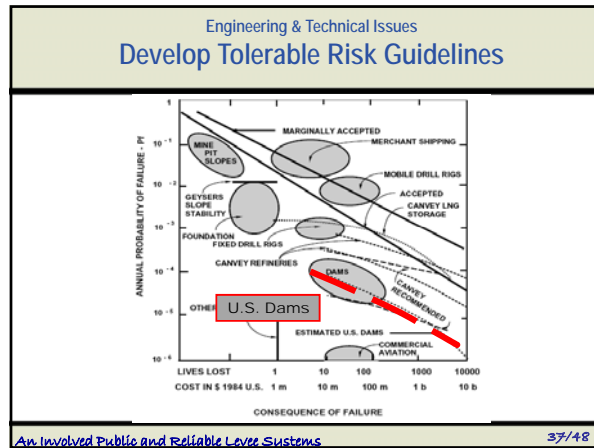 Engineering & Technical Issues
Develop Tolerable Risk Guidelines
ANNUAL PROBABILITY OF FAILURE - Pf
1
10⁻¹
10⁻²
10⁻³
10⁻⁴
10⁻⁵
10⁻⁶
MARGINALLY ACCEPTED
MERCHANT SHIPPING
MINE
PIT
SLOPES
MOBILE DRILL RIGS
GEYSERS
SLOPE
STABILITY
ACCEPTED
CANVEY LNG
STORAGE
FOUNDATION
FIXED DRILL RIGS
CANVEY REFINERIES
DAMS
CANVEY
RECOMMENDED
OTHE
U.S. Dams
ESTIMATED U.S. DAMS
COMMERCIAL
AVIATION
LIVES LOST 1 10 100 1000 10000
COST IN $ 1984 U.S. 1 m 10 m 100 m 1 b 10 b
CONSEQUENCE OF FAILURE
An Involved Public and Reliable Levee Systems
37/48